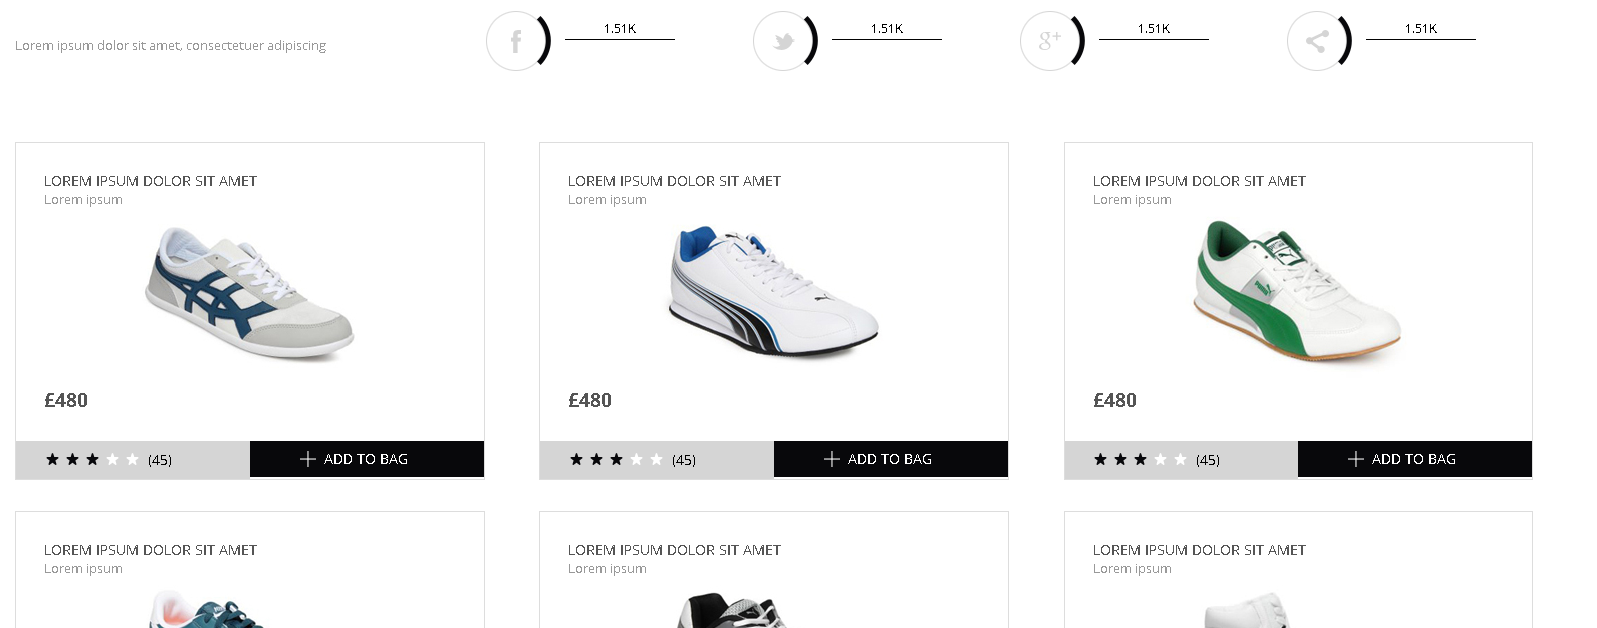 Lorem ipsum dolor sit amet, consectetuer adipiscing
1.51K
1.51K
g+
1.51K
1.51K
LOREM IPSUM DOLOR SIT AMET
Lorem ipsum
£480
(45)
ADD TO BAG
LOREM IPSUM DOLOR SIT AMET
Lorem ipsum
£480
(45)
ADD TO BAG
LOREM IPSUM DOLOR SIT AMET
Lorem ipsum
PUMA
£480
(45)
ADD TO BAG
LOREM IPSUM DOLOR SIT AMET
Lorem ipsum
LOREM IPSUM DOLOR SIT AMET
Lorem ipsum
LOREM IPSUM DOLOR SIT AMET
Lorem ipsum